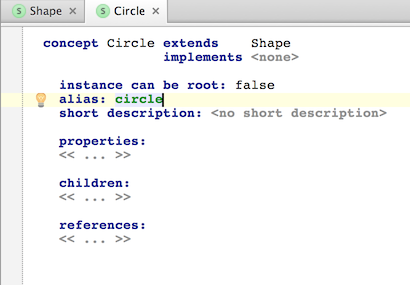 S Shape × S Circle ×
concept Circle extends Shape
implements <none>
instance can be root: false
alias: circle
short description: <no short description>
properties:
<< ... >>
children:
<< ... >>
references:
<< ... >>